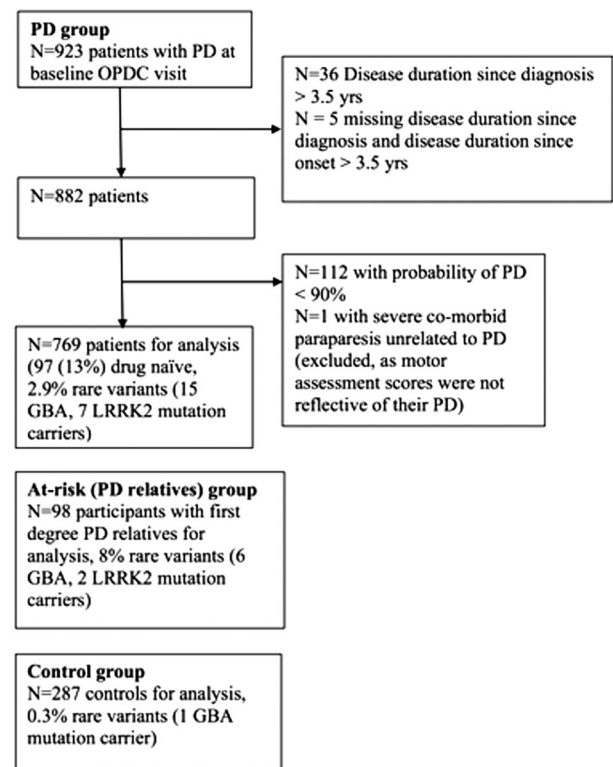 PD group
N=923 patients with PD at
baseline OPDC visit
N=36 Disease duration since diagnosis
> 3.5 yrs
N = 5 missing disease duration since
diagnosis and disease duration since
onset > 3.5 yrs
N=882 patients
N=112 with probability of PD
< 90%
N=1 with severe co-morbid
paraparesis unrelated to PD
(excluded, as motor
assessment scores were not
reflective of their PD)
N=769 patients for analysis
(97 (13%) drug naïve,
2.9% rare variants (15
GBA, 7 LRRK2 mutation
carriers)
At-risk (PD relatives) group
N=98 participants with first
degree PD relatives for
analysis, 8% rare variants (6
GBA, 2 LRRK2 mutation
carriers)
Control group
N=287 controls for analysis,
0.3% rare variants (1 GBA
mutation carrier)